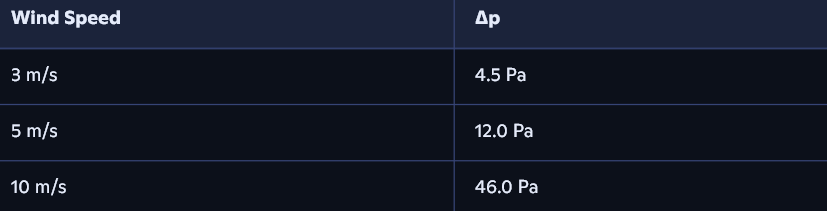 Wind Speed Δp
3 m/s 4.5 Pa
5 m/s 12.0 Pa
10 m/s 46.0 Pa